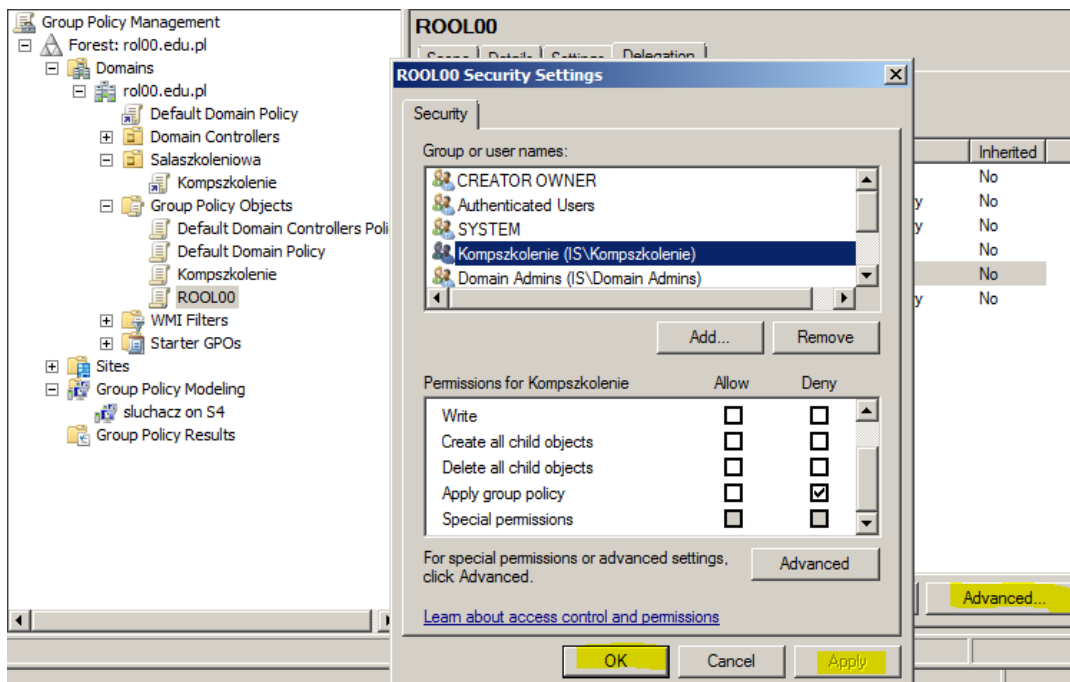 Group Policy Management
Forest: rol00.edu.pl
Domains
rol00.edu.pl
Default Domain Policy
Domain Controllers
Salaszkoleniowa
Kompszkolenie
Group Policy Objects
Default Domain Controllers Poli
Default Domain Policy
Kompszkolenie
ROOL00
WMI Filters
Starter GPOs
Sites
Group Policy Modeling
sluchacz on S4
Group Policy Results
ROOL00
Scope Details Settings Delegation
ROOL00 Security Settings
Security
Group or user names:
CREATOR OWNER
Authenticated Users
SYSTEM
Kompszkolenie (IS\Kompszkolenie)
Domain Admins (IS\Domain Admins)
Add... Remove
Permissions for Kompszkolenie Allow Deny
Write
Create all child objects
Delete all child objects
Apply group policy
Special permissions
For special permissions or advanced settings, click Advanced.
Advanced
Learn about access control and permissions
OK Cancel Apply
Inherited
No
y No
y No
No
No
y No
Advanced...